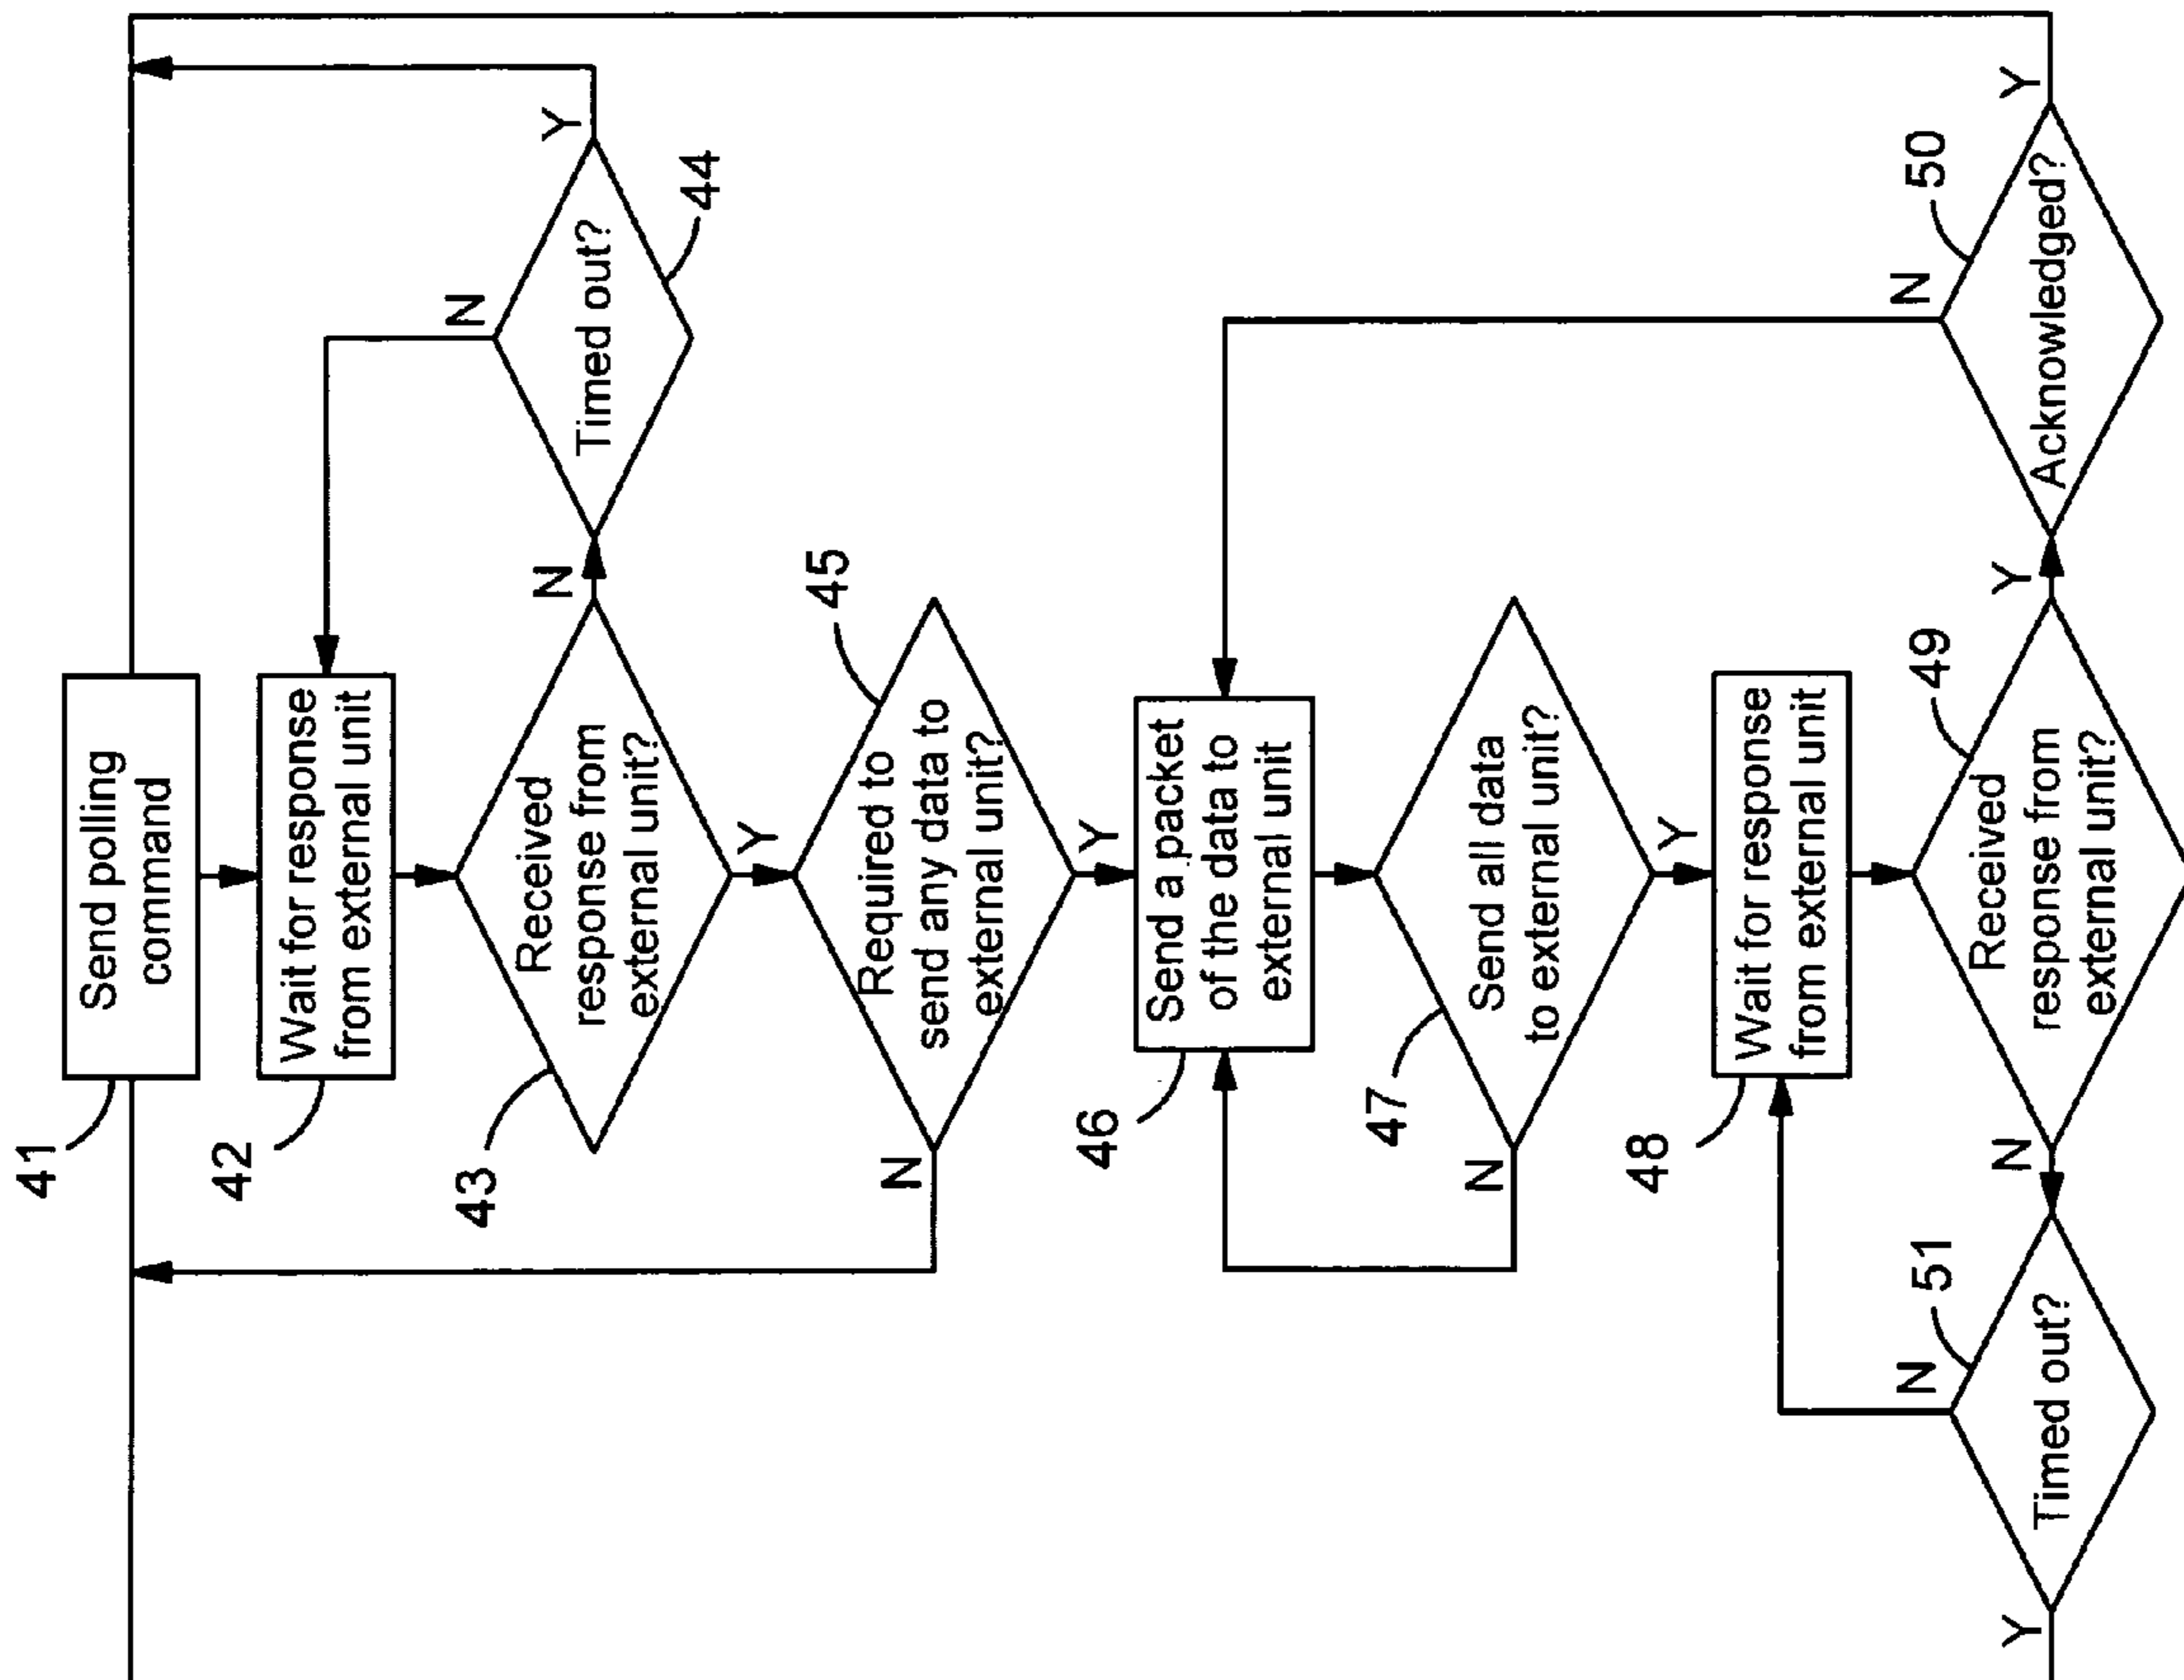 41
Send polling
command
42
Wait for response
from external unit
43
Received
response from
external unit?
N
Timed out?
44
N
Y
Y
45
Required to
send any data to
external unit?
N
Y
46
Send a packet
of the data to
external unit
47
Send all data
to external unit?
N
Y
48
Wait for response
from external unit
49
Received
response from
external unit?
N
Y
51
Timed out?
N
Y
50
Acknowledged?
N
Y